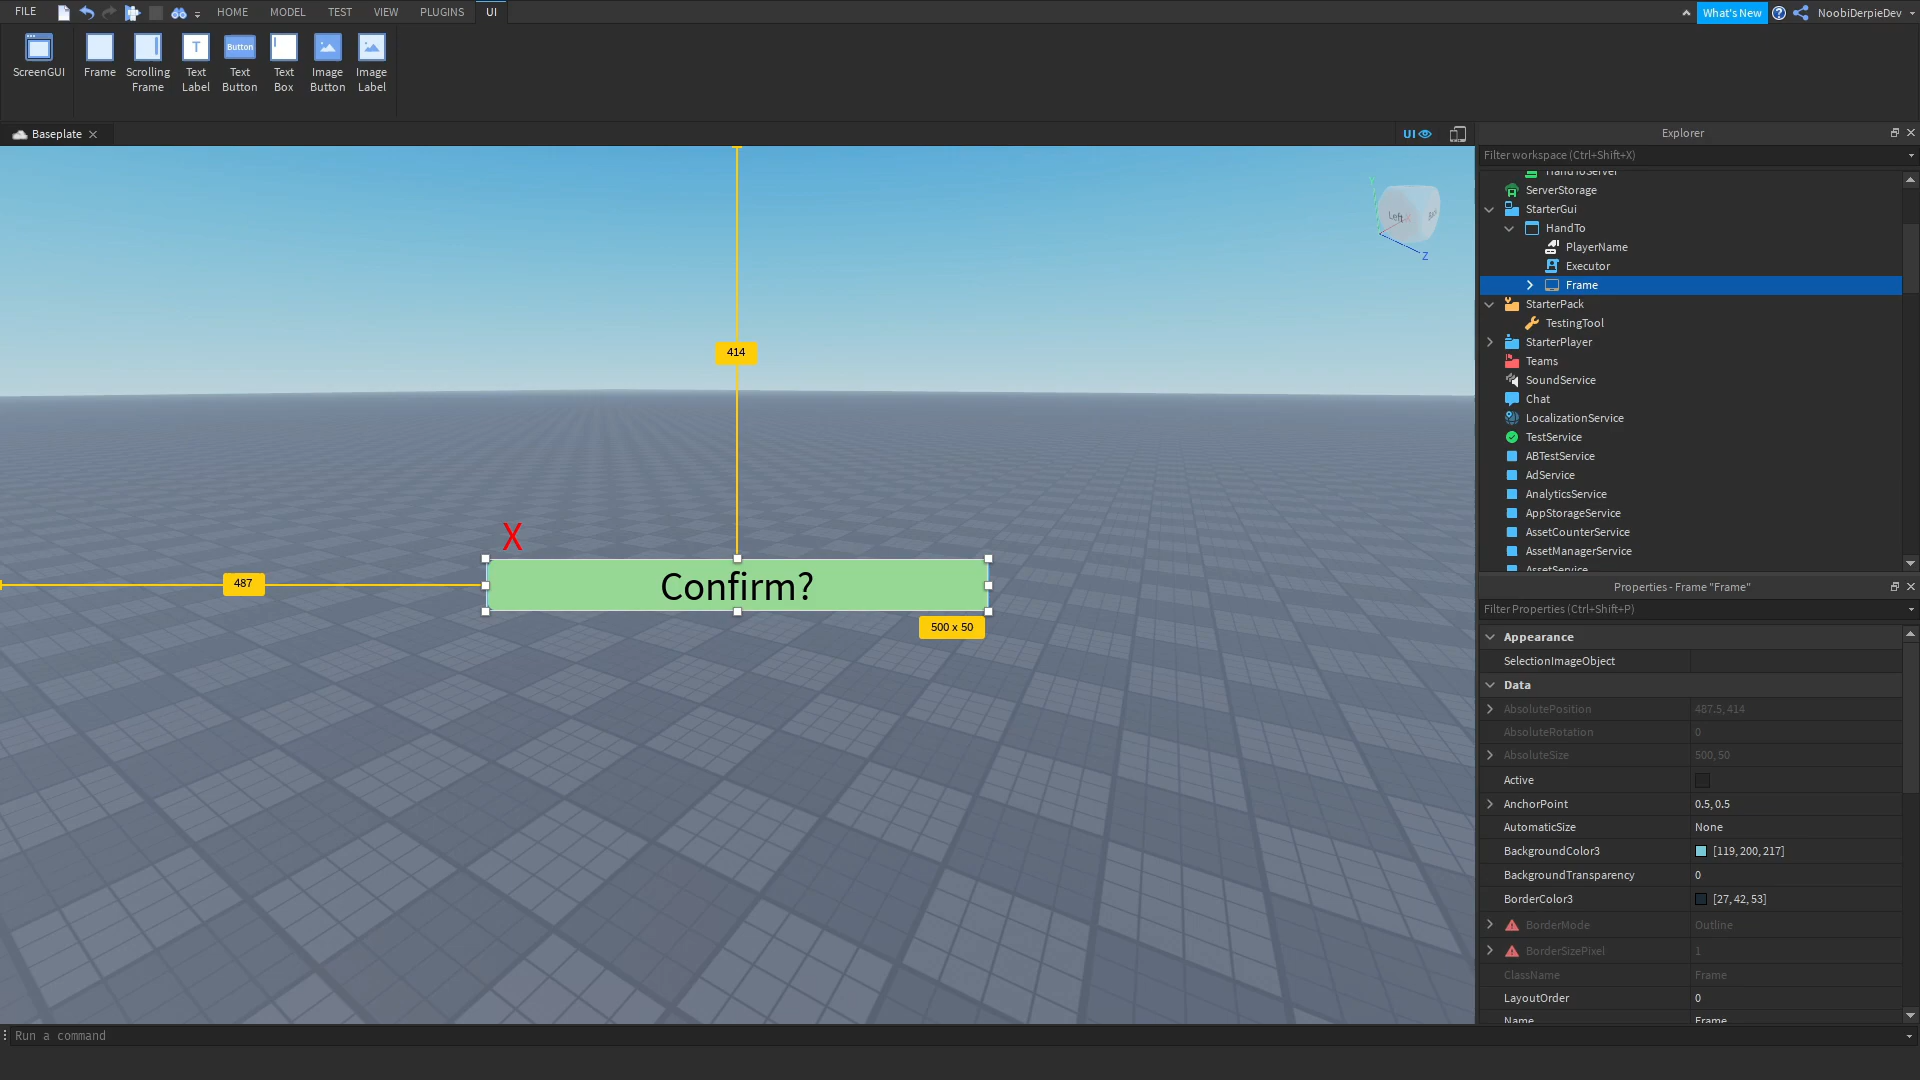 FILE HOME MODEL TEST VIEW PLUGINS UI What's New NoobiDerpieDev
ScreenGUI Frame Scrolling Frame Text Label Text Button Text Box Image Button Image Label
Button
T
Baseplate
UI
Explorer
Filter workspace (Ctrl+Shift+X)
HandToServer
ServerStorage
StarterGui
HandTo
PlayerName
Executor
Frame
StarterPack
TestingTool
StarterPlayer
Teams
SoundService
Chat
LocalizationService
TestService
ABTestService
AdService
AnalyticsService
AppStorageService
AssetCounterService
AssetManagerService
AssetService
Left
Y
Z
414
X
487
Confirm?
500 x 50
Properties - Frame "Frame"
Filter Properties (Ctrl+Shift+P)
Appearance
SelectionImageObject
Data
AbsolutePosition 487.5, 414
AbsoluteRotation 0
AbsoluteSize 500, 50
Active
AnchorPoint 0.5, 0.5
AutomaticSize None
BackgroundColor3 [119, 200, 217]
BackgroundTransparency 0
BorderColor3 [27, 42, 53]
BorderMode Outline
BorderSizePixel 1
ClassName Frame
LayoutOrder 0
Name Frame
Run a command